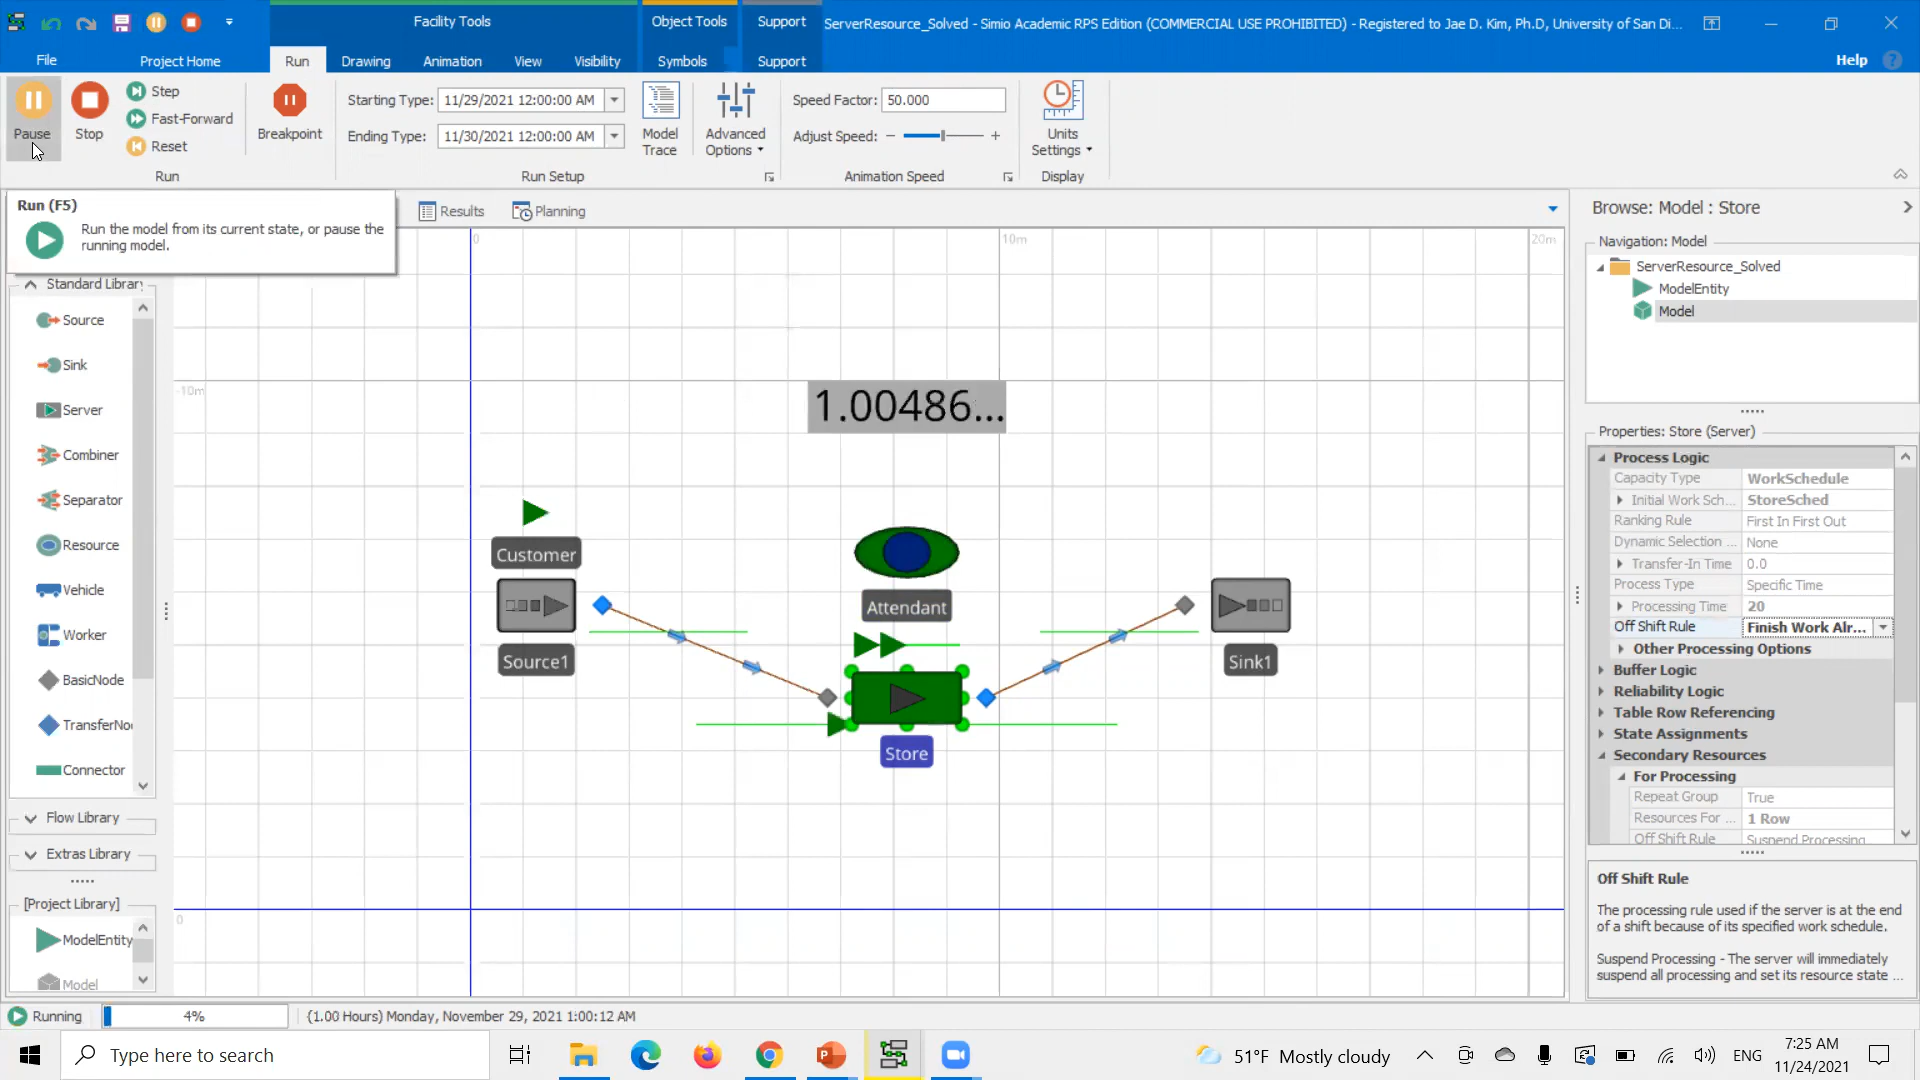 Facility Tools
Object Tools
Support
ServerResource_Solved - Simio Academic RPS Edition (COMMERCIAL USE PROHIBITED) - Registered to Jae D. Kim, Ph.D, University of San Di...
File
Project Home
Run
Drawing
Animation
View
Visibility
Symbols
Support
Help
Pause
Stop
Step
Fast-Forward
Reset
Breakpoint
Starting Type: 11/29/2021 12:00:00 AM
Ending Type: 11/30/2021 12:00:00 AM
Model Trace
Advanced Options
Speed Factor: 50.000
Adjust Speed:
Units Settings
Run
Run Setup
Animation Speed
Display
Run (F5)
Run the model from its current state, or pause the
running model.
Results
Planning
Standard Library
Source
Sink
Server
Combiner
Separator
Resource
Vehicle
Worker
BasicNode
TransferNo
Connector
Flow Library
Extras Library
[Project Library]
ModelEntity
Model
0
10m
20m
-10m
0
1.00486...
Customer
Source1
Attendant
Store
Sink1
Browse: Model : Store
Navigation: Model
ServerResource_Solved
ModelEntity
Model
Properties: Store (Server)
Process Logic
Capacity Type WorkSchedule
Initial Work Sch... StoreSched
Ranking Rule First In First Out
Dynamic Selection ... None
Transfer-In Time 0.0
Process Type Specific Time
Processing Time 20
Off Shift Rule Finish Work Alr...
Other Processing Options
Buffer Logic
Reliability Logic
Table Row Referencing
State Assignments
Secondary Resources
For Processing
Repeat Group True
Resources For ... 1 Row
Off Shift Rule Suspend Processing
Off Shift Rule
The processing rule used if the server is at the end
of a shift because of its specified work schedule.
Suspend Processing - The server will immediately
suspend all processing and set its resource state ...
Running
4%
(1.00 Hours) Monday, November 29, 2021 1:00:12 AM
Type here to search
51°F Mostly cloudy
ENG
7:25 AM
11/24/2021